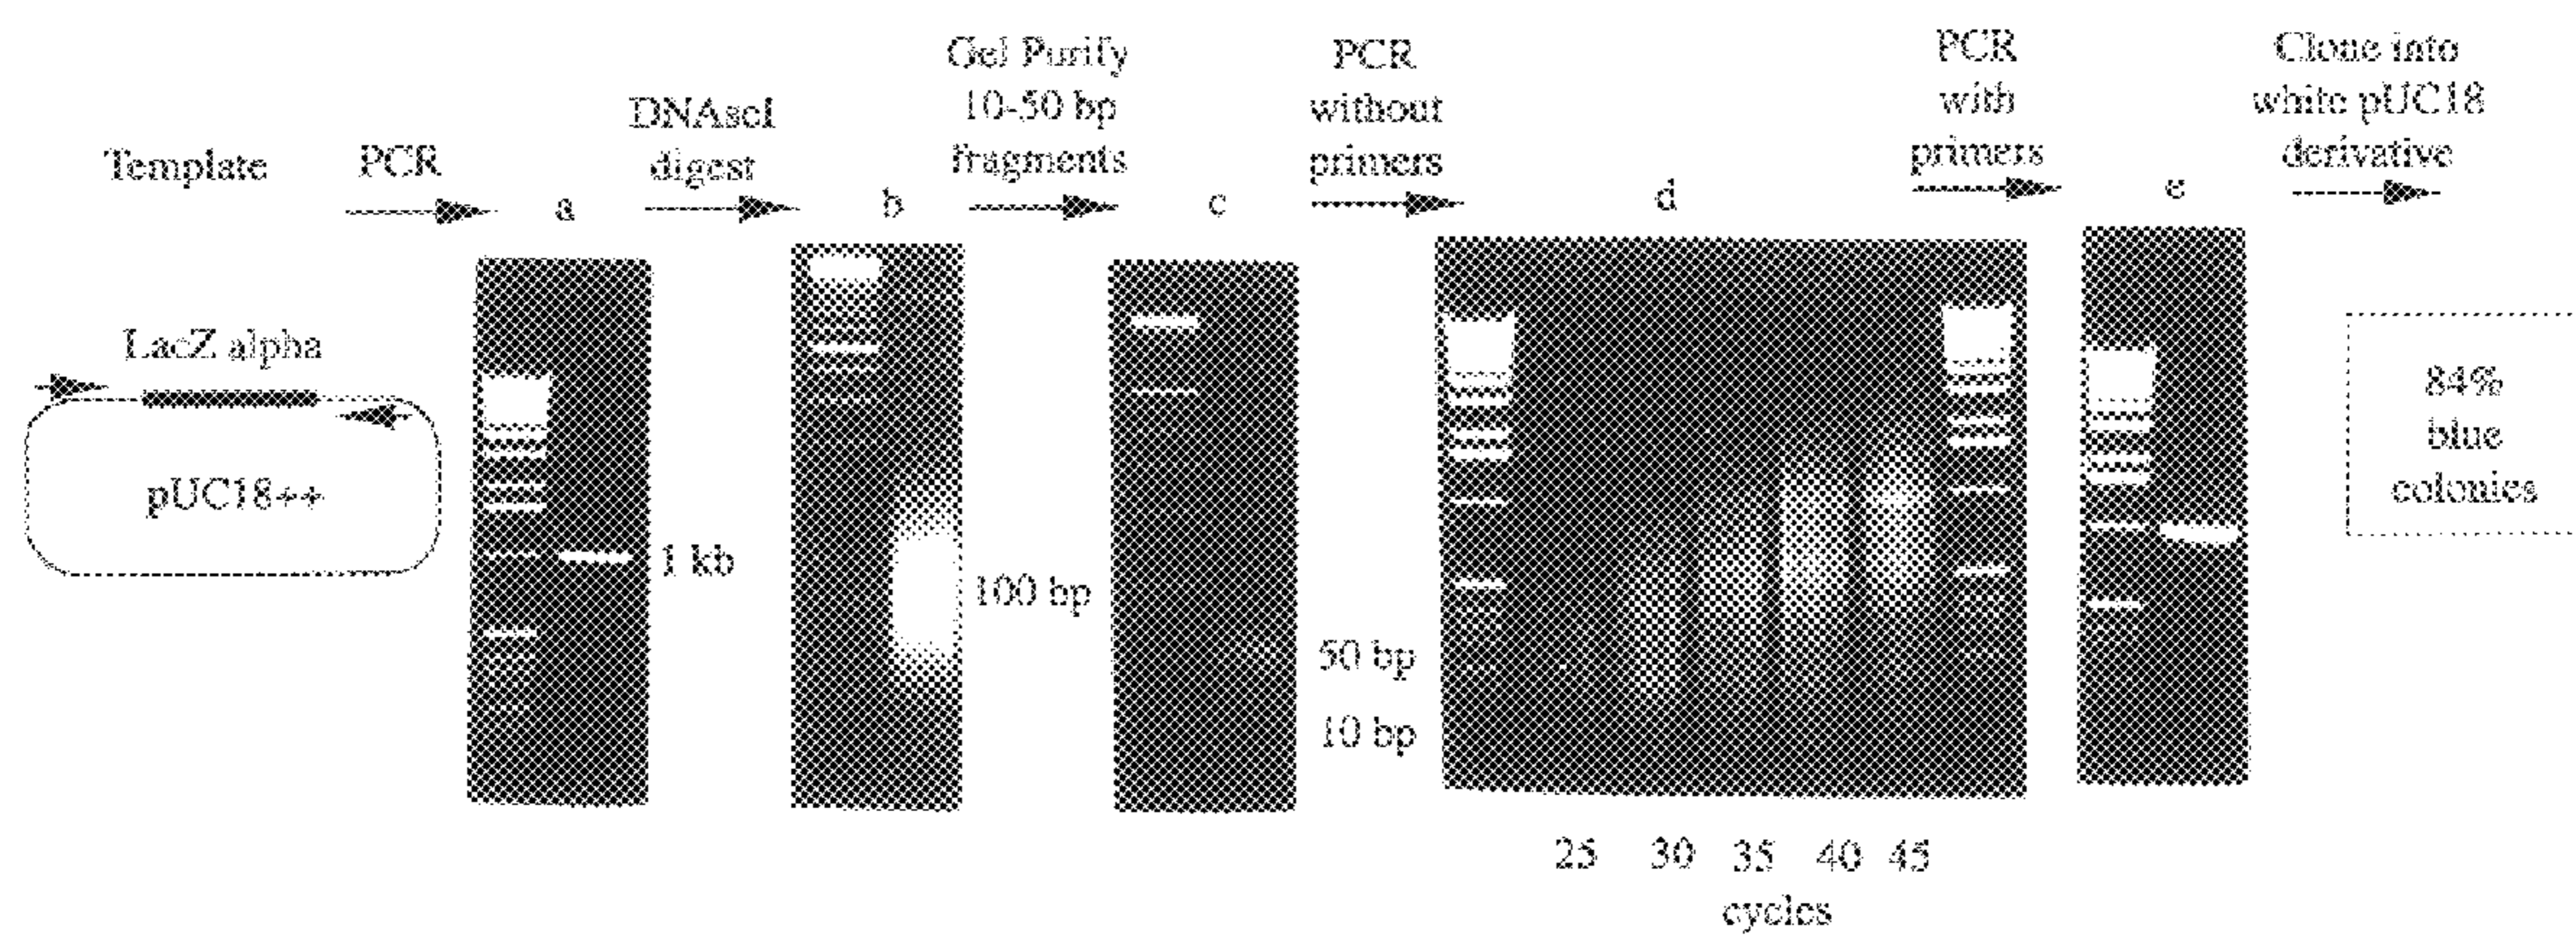 Template
PCR
a
DNAseI
digest
b
Gel Purify
10-50 bp
fragments
c
PCR
without
primers
d
PCR
with
primers
e
Clone into
white pUC18
derivative
LacZ alpha
pUC18++
1 kb
100 bp
50 bp
10 bp
25 30 35 40 45
cycles
84%
blue
colonies